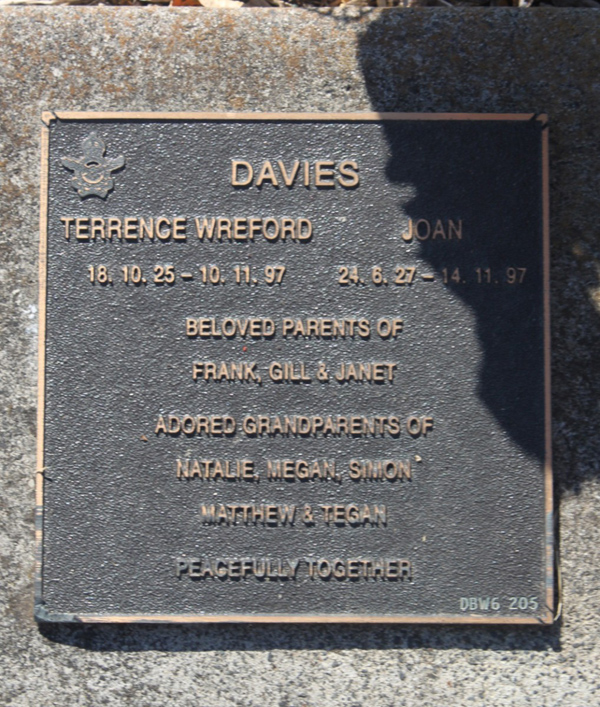 DAVIES
TERRENCE WREFORD JOAN
18. 10. 25 – 10. 11. 97 24. 6. 27 – 14. 11. 97
BELOVED PARENTS OF
FRANK, GILL & JANET
ADORED GRANDPARENTS OF
NATALIE, MEGAN, SIMON
MATTHEW & TEGAN
PEACEFULLY TOGETHER
DBW6 205